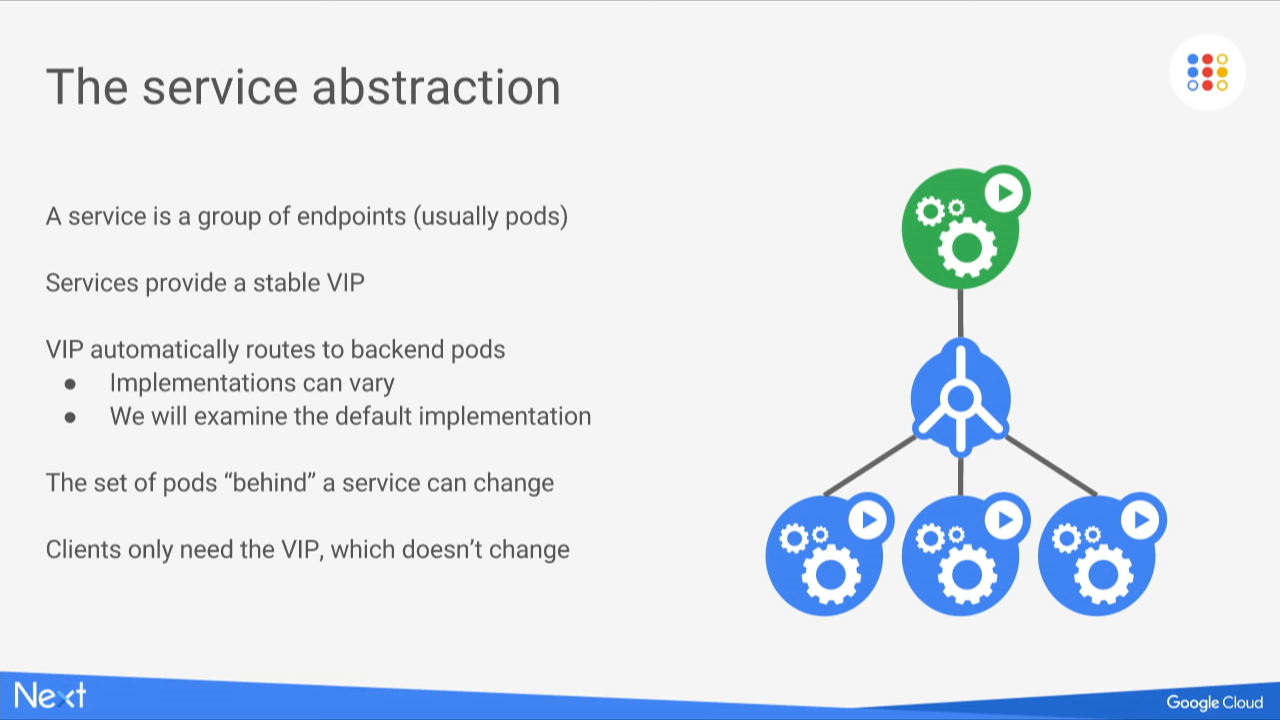 The service abstraction
A service is a group of endpoints (usually pods)
Services provide a stable VIP
VIP automatically routes to backend pods
● Implementations can vary
● We will examine the default implementation
The set of pods “behind” a service can change
Clients only need the VIP, which doesn’t change
Next
Google Cloud